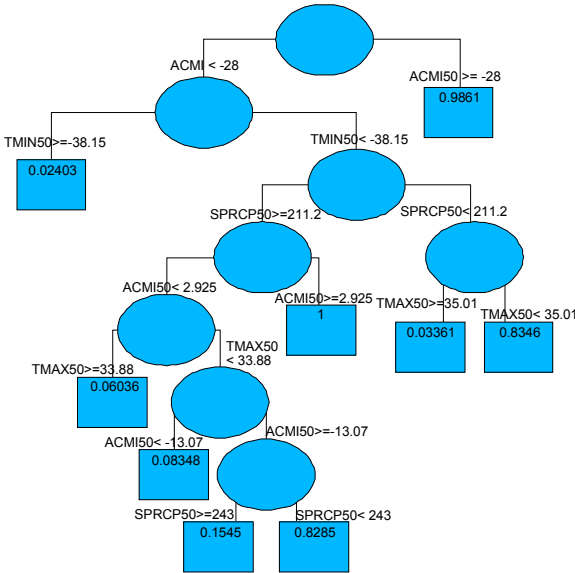 ACMI < -28
ACMI50 >= -28
0.9861
TMIN50>=-38.15
TMIN50< -38.15
0.02403
SPRCP50>=211.2
SPRCP50< 211.2
ACMI50< 2.925
ACMI50>=2.925
1
TMAX50>=35.01
TMAX50< 35.01
0.03361
0.8346
TMAX50>=33.88
TMAX50
< 33.88
0.06036
ACMI50< -13.07
ACMI50>=-13.07
0.08348
SPRCP50>=243
SPRCP50< 243
0.1545
0.8285